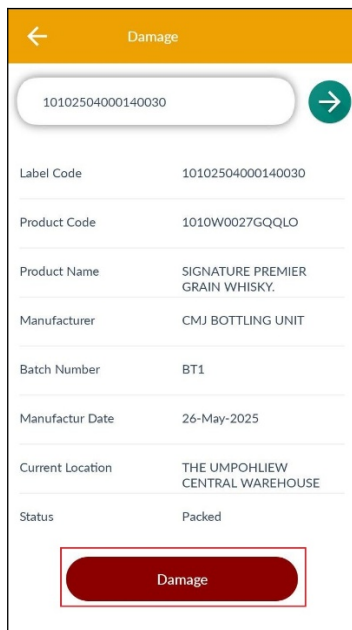 Damage
10102504000140030
Label Code 10102504000140030
Product Code 1010W0027GQQLO
Product Name SIGNATURE PREMIER
GRAIN WHISKY.
Manufacturer CMJ BOTTLING UNIT
Batch Number BT1
Manufactur Date 26-May-2025
Current Location THE UMPOHLIEW
CENTRAL WAREHOUSE
Status Packed
Damage